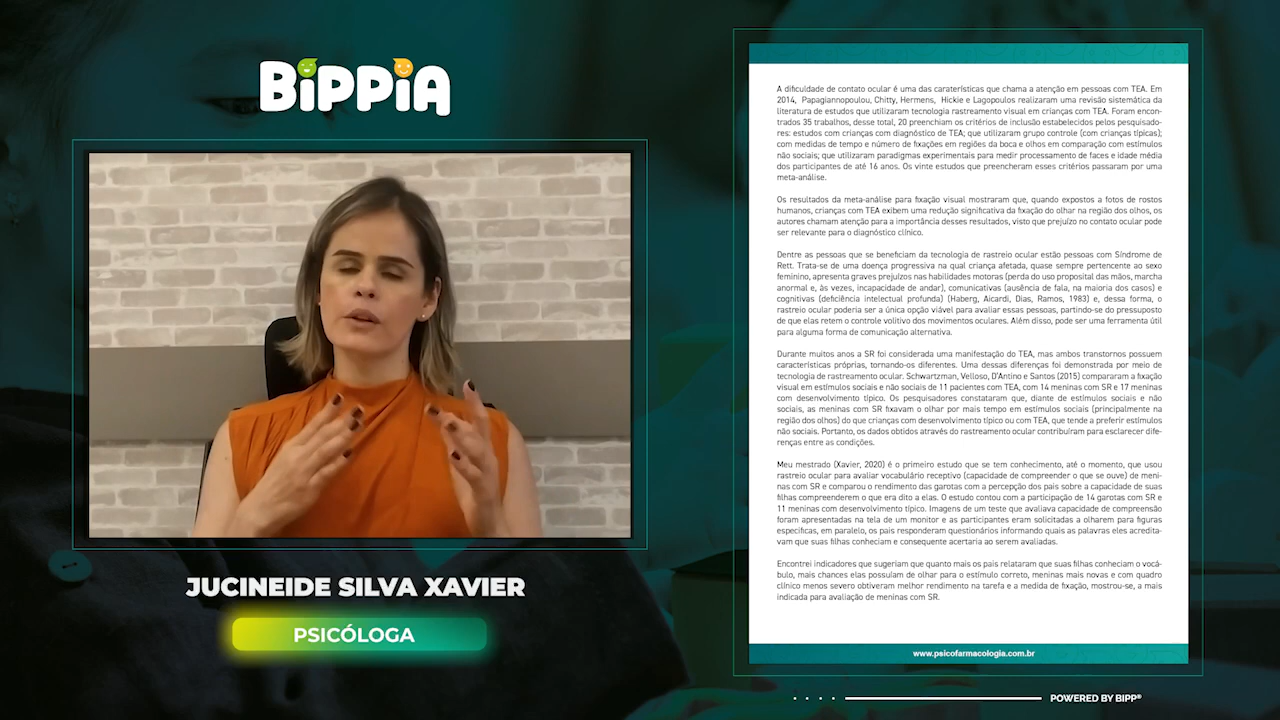 BiPPiA
JUCINEIDE SILVA XAVIER
PSICÓLOGA
A dificuldade de contato ocular é uma das caraterísticas que chama a atenção em pessoas com TEA. Em
2014, Papagiannopoulou, Chitty, Hermens, Hickie e Lagopoulos realizaram uma revisão sistemática da
literatura de estudos que utilizaram tecnologia rastreamento visual em crianças com TEA. Foram encon-
trados 35 trabalhos, desse total, 20 preenchiam os critérios de inclusão estabelecidos pelos pesquisado-
res: estudos com crianças com diagnóstico de TEA; que utilizaram grupo controle (com crianças típicas);
com medidas de tempo e número de fixações em regiões da boca e olhos em comparação com estímulos
não sociais; que utilizaram paradigmas experimentais para medir processamento de faces e idade média
dos participantes de até 16 anos. Os vinte estudos que preencheram esses critérios passaram por uma
meta-análise.
Os resultados da meta-análise para fixação visual mostraram que, quando expostos a fotos de rostos
humanos, crianças com TEA exibem uma redução significativa da fixação do olhar na região dos olhos, os
autores chamam atenção para a importância desses resultados, visto que prejuízo no contato ocular pode
ser relevante para o diagnóstico clínico.
Dentre as pessoas que se beneficiam da tecnologia de rastreio ocular estão pessoas com Síndrome de
Rett. Trata-se de uma doença progressiva na qual criança afetada, quase sempre pertencente ao sexo
feminino, apresenta graves prejuízos nas habilidades motoras (perda do uso proposital das mãos, marcha
anormal e, às vezes, incapacidade de andar), comunicativas (ausência de fala, na maioria dos casos) e
cognitivas (deficiência intelectual profunda) (Haberg, Aicardi, Dias, Ramos, 1983) e, dessa forma, o
rastreio ocular poderia ser a única opção viável para avaliar essas pessoas, partindo-se do pressuposto
de que elas retem o controle volitivo dos movimentos oculares. Além disso, pode ser uma ferramenta útil
para alguma forma de comunicação alternativa.
Durante muitos anos a SR foi considerada uma manifestação do TEA, mas ambos transtornos possuem
características próprias, tornando-os diferentes. Uma dessas diferenças foi demonstrada por meio de
tecnologia de rastreamento ocular. Schwartzman, Velloso, D'Antino e Santos (2015) compararam a fixação
visual em estímulos sociais e não sociais de 11 pacientes com TEA, com 14 meninas com SR e 17 meninas
com desenvolvimento típico. Os pesquisadores constataram que, diante de estímulos sociais e não
sociais, as meninas com SR fixavam o olhar por mais tempo em estímulos sociais (principalmente na
região dos olhos) do que crianças com desenvolvimento típico ou com TEA, que tende a preferir estímulos
não sociais. Portanto, os dados obtidos através do rastreamento ocular contribuíram para esclarecer dife-
renças entre as condições.
Meu mestrado (Xavier, 2020) é o primeiro estudo que se tem conhecimento, até o momento, que usou
rastreio ocular para avaliar vocabulário receptivo (capacidade de compreender o que se ouve) de meni-
nas com SR e comparou o rendimento das garotas com a percepção dos pais sobre a capacidade de suas
filhas compreenderem o que era dito a elas. O estudo contou com a participação de 14 garotas com SR e
11 meninas com desenvolvimento típico. Imagens de um teste que avaliava capacidade de compreensão
foram apresentadas na tela de um monitor e as participantes eram solicitadas a olharem para figuras
específicas, em paralelo, os pais responderam questionários informando quais as palavras eles acredita-
vam que suas filhas conheciam e consequente acertaria ao serem avaliadas.
Encontrei indicadores que sugeriam que quanto mais os pais relataram que suas filhas conheciam o vocá-
bulo, mais chances elas possuíam de olhar para o estímulo correto, meninas mais novas e com quadro
clínico menos severo obtiveram melhor rendimento na tarefa e a medida de fixação, mostrou-se, a mais
indicada para avaliação de meninas com SR.
www.psicofarmacologia.com.br
POWERED BY BIPP®